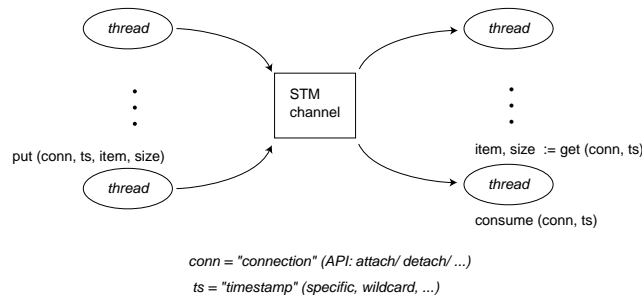 thread
thread
STM
channel
put (conn, ts, item, size)
item, size := get (conn, ts)
thread
thread
consume (conn, ts)
conn = "connection" (API: attach/ detach/ ...)
ts = "timestamp" (specific, wildcard, ...)